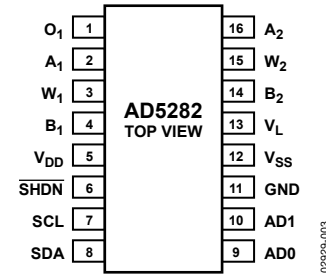 O1 1 16 A2
A1 2 15 W2
W1 3 14 B2
B1 4 AD5282 13 VL
TOP VIEW
VDD 5 12 VSS
SHDN 6 11 GND
SCL 7 10 AD1
SDA 8 9 AD0
02929-003